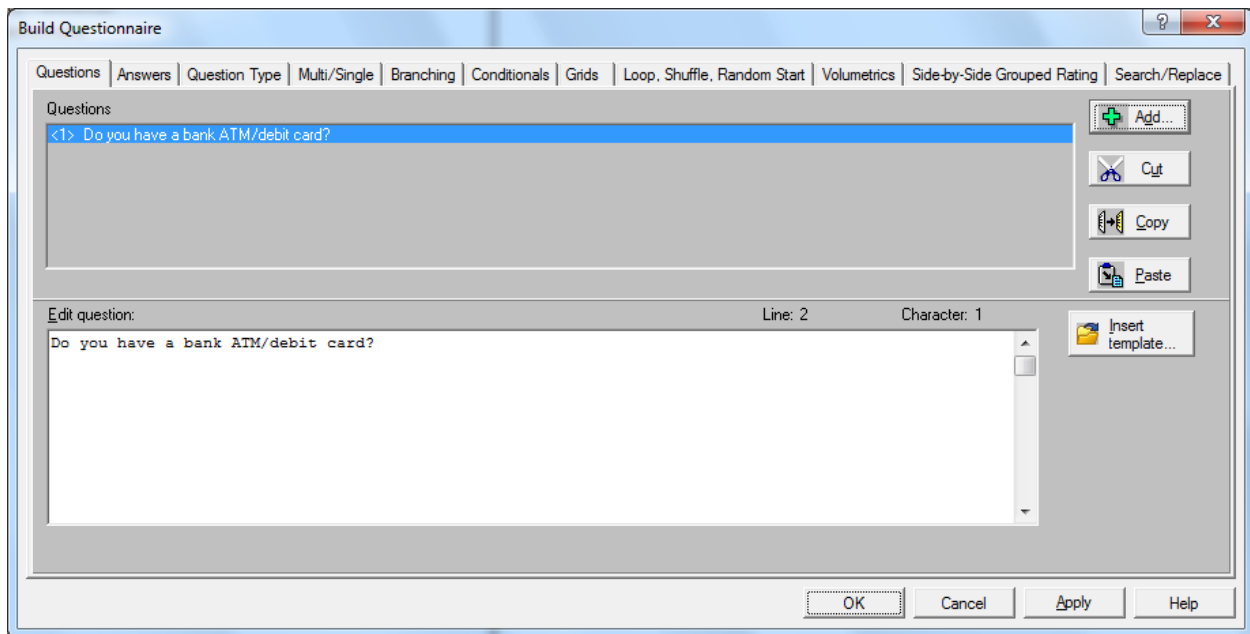 Build Questionnaire
Questions Answers Question Type Multi/Single Branching Conditionals Grids Loop, Shuffle, Random Start Volumetrics Side-by-Side Grouped Rating Search/Replace
Questions
<1> Do you have a bank ATM/debit card?
Add...
Cut
Copy
Paste
Edit question: Line: 2 Character: 1
Do you have a bank ATM/debit card?
Insert
template...
OK Cancel Apply Help